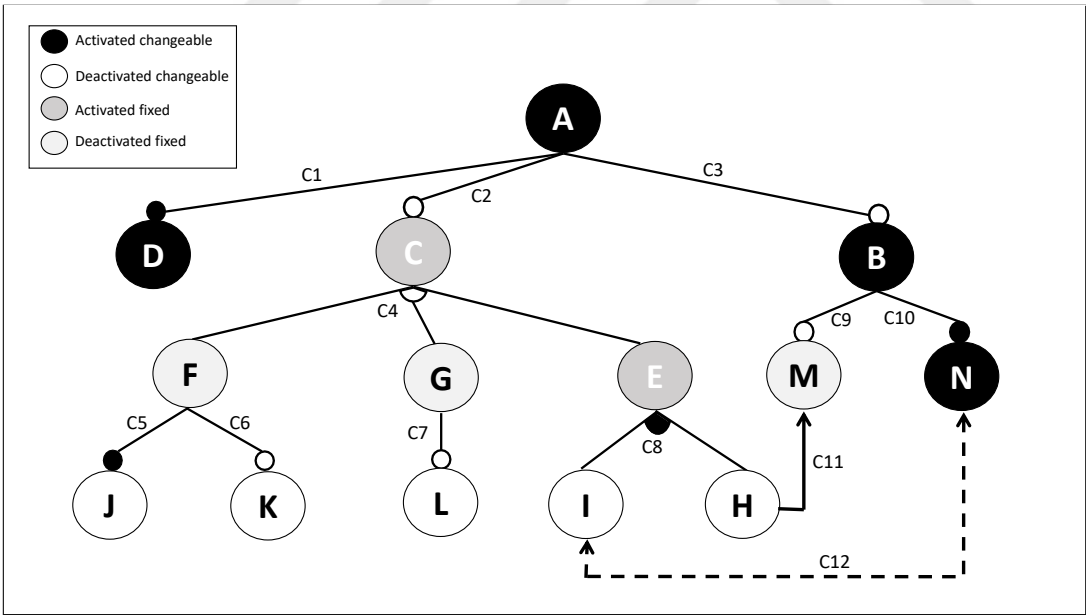 Activated changeable
Deactivated changeable
Activated fixed
Deactivated fixed
A
C1
C2
C3
D
C
B
C4
C9
C10
F
G
E
M
N
C5
C6
C7
C8
C11
J
K
L
I
H
C12